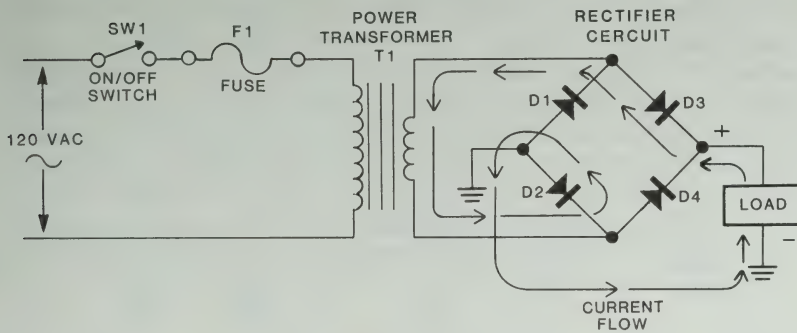 SW1
F1
POWER
TRANSFORMER
T1
RECTIFIER
CERCUIT
ON/OFF
SWITCH
FUSE
120 VAC
D1
D3
D2
D4
+
LOAD
−
CURRENT
FLOW